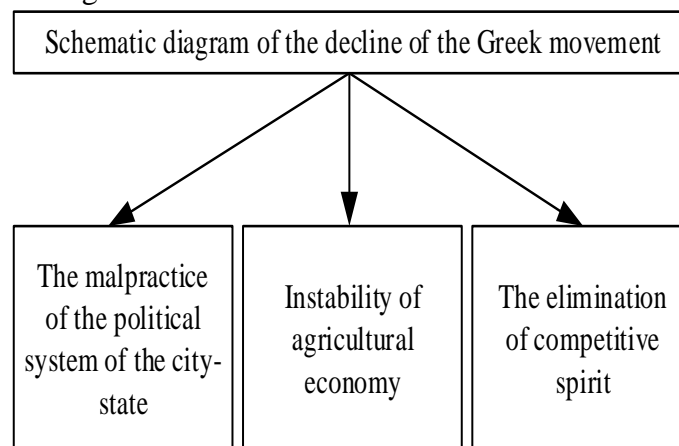 Schematic diagram of the decline of the Greek movement
The malpractice
of the political
system of the city-
state
Instability of
agricultural
economy
The elimination
of competitive
spirit